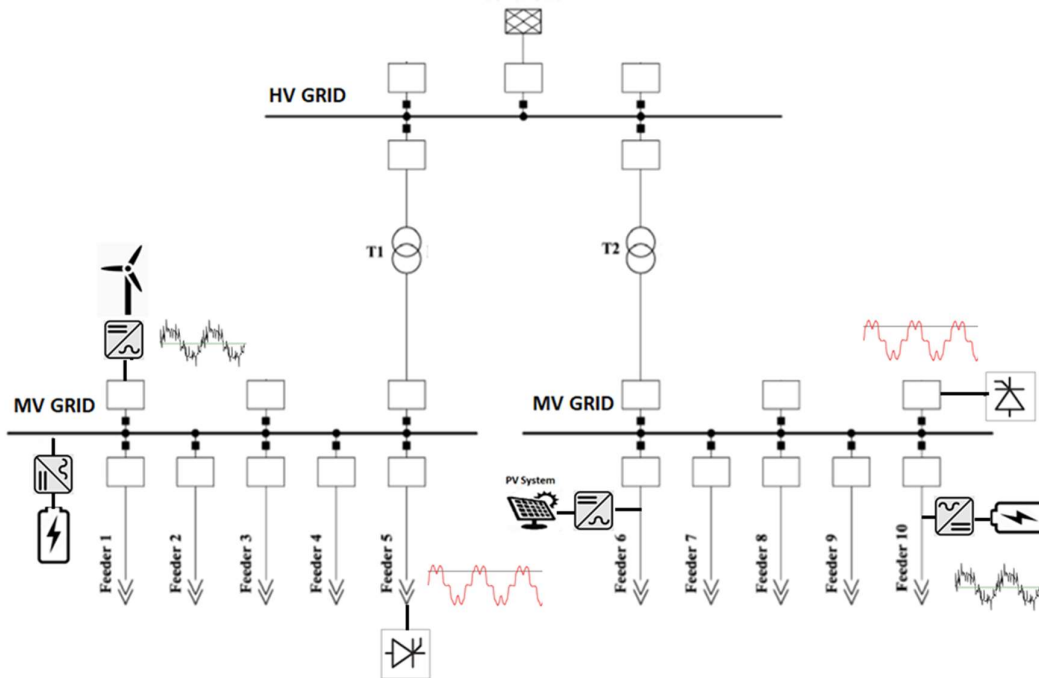 HV GRID
T1
T2
MV GRID
MV GRID
PV System
Feeder 1
Feeder 2
Feeder 3
Feeder 4
Feeder 5
Feeder 6
Feeder 7
Feeder 8
Feeder 9
Feeder 10